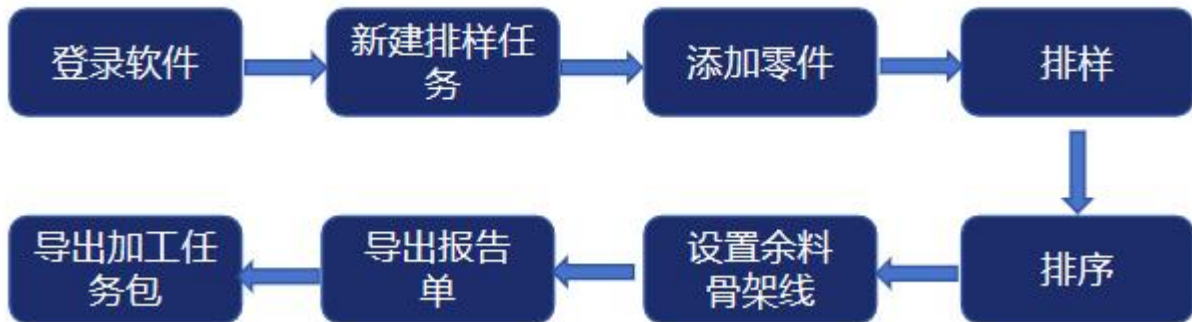 登录软件
新建排样任
务
添加零件
排样
排序
设置余料
骨架线
导出报告
单
导出加工任
务包